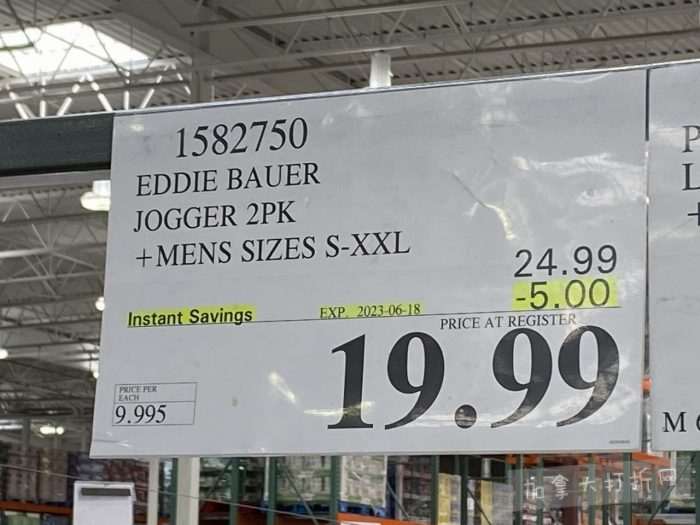 1582750
EDDIE BAUER
JOGGER 2PK
+MENS SIZES S-XXL
24.99
-5.00
Instant Savings
EXP. 2023-06-18
PRICE AT REGISTER
19.99
PRICE PER
EACH
9.995
P
L
+
M
加拿大打折网